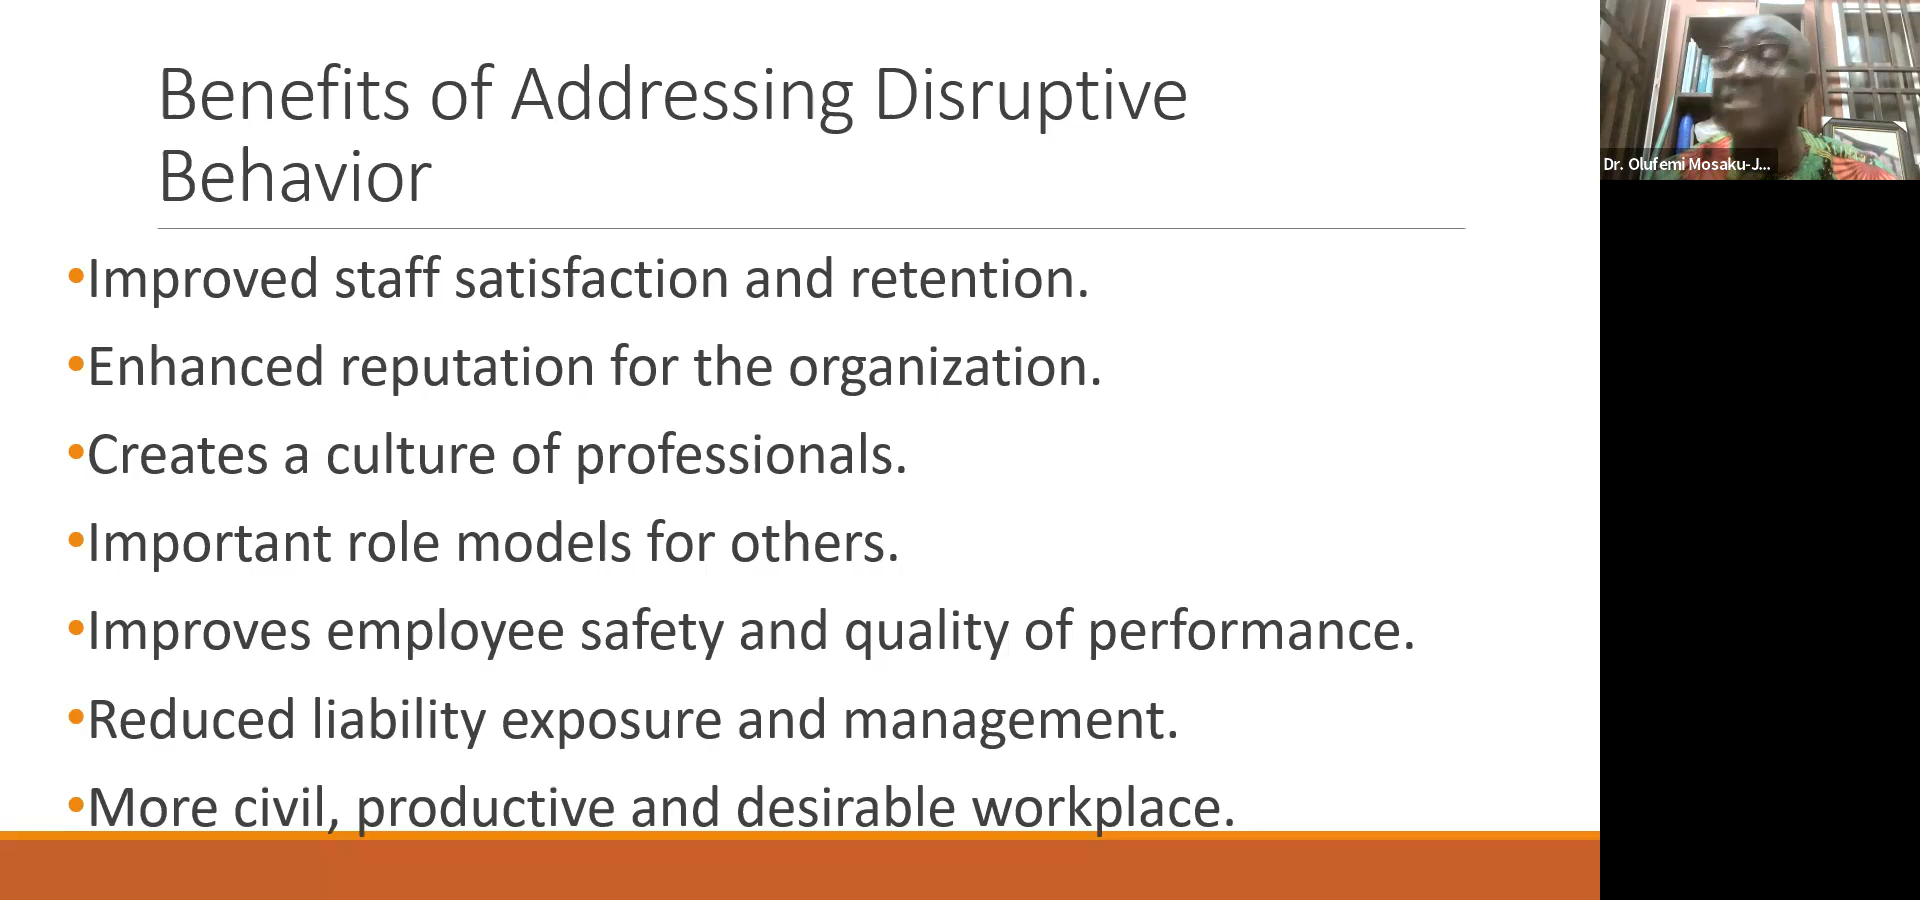 Benefits of Addressing Disruptive
Behavior
•Improved staff satisfaction and retention.
•Enhanced reputation for the organization.
•Creates a culture of professionals.
•Important role models for others.
•Improves employee safety and quality of performance.
•Reduced liability exposure and management.
•More civil, productive and desirable workplace.
Dr. Olufemi Mosaku-J...